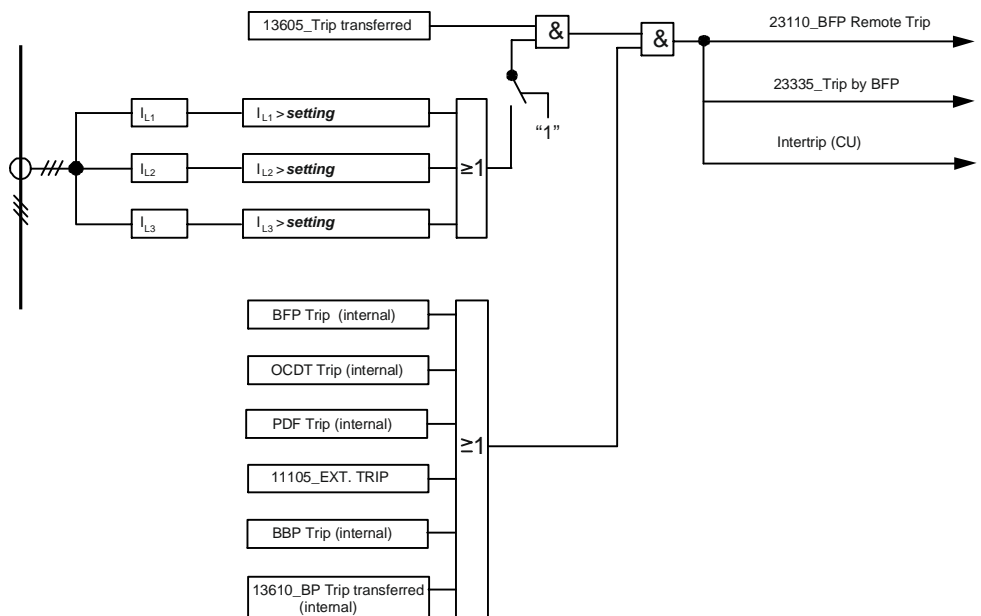 13605_Trip transferred
&
&
23110_BFP Remote Trip
23335_Trip by BFP
Intertrip (CU)
"1"
IL1
IL1 > setting
IL2
IL2 > setting
≥1
IL3
IL3 > setting
BFP Trip (internal)
OCDT Trip (internal)
PDF Trip (internal)
≥1
11105_EXT. TRIP
BBP Trip (internal)
13610_BP Trip transferred
(internal)